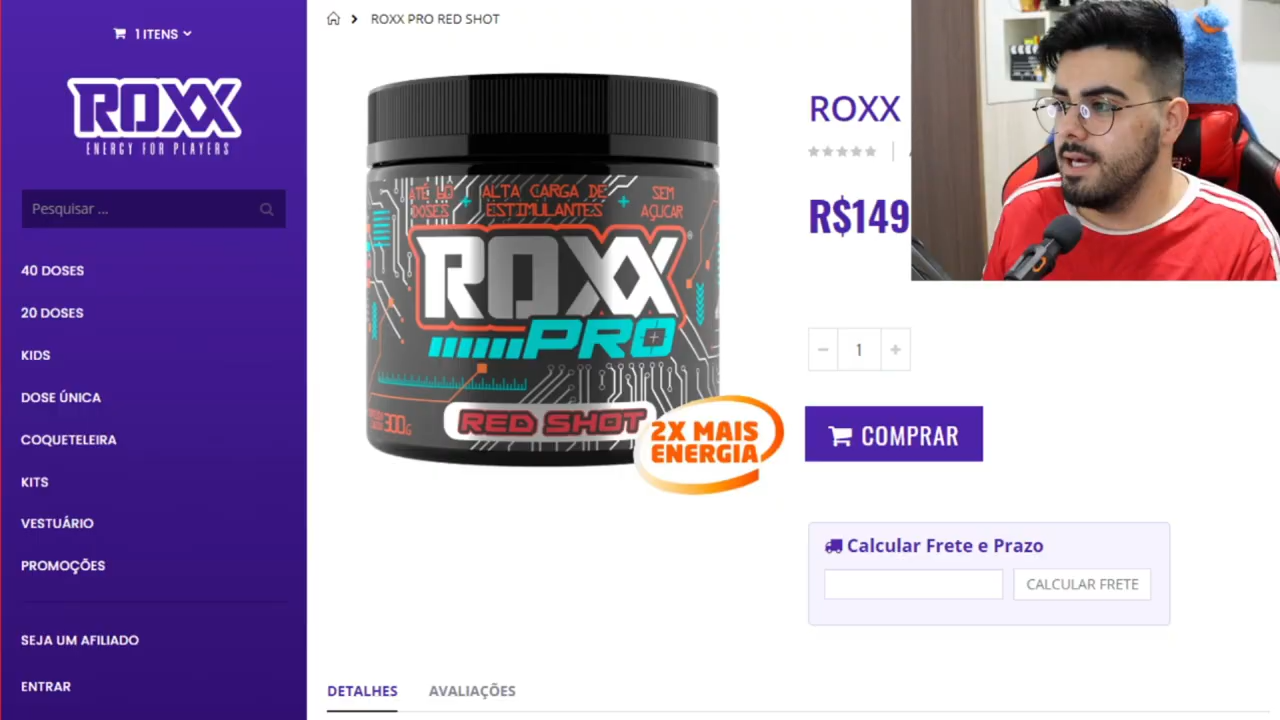 1 ITENS
ROXX
ENERGY FOR PLAYERS
Pesquisar ...
40 DOSES
20 DOSES
KIDS
DOSE ÚNICA
COQUETELEIRA
KITS
VESTUÁRIO
PROMOÇÕES
SEJA UM AFILIADO
ENTRAR
ROXX PRO RED SHOT
ATÉ 60 DOSES + ALTA CARGA DE ESTIMULANTES + SEM AÇUCAR
ROXX
PRO
RED SHOT
300G
2X MAIS
ENERGIA
ROXX
R$149
- 1 +
COMPRAR
Calcular Frete e Prazo
CALCULAR FRETE
DETALHES AVALIAÇÕES